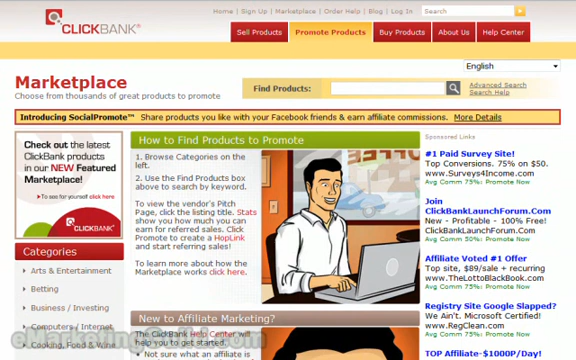 Home | Sign Up | Marketplace | Order Help | Blog | Log In
Search
CLICKBANK®
Sell Products
Promote Products
Buy Products
About Us
Help Center
English
Marketplace
Choose from thousands of great products to promote
Find Products:
Advanced Search
Search Help
Introducing SocialPromote™ Share products you like with your Facebook friends & earn affiliate commissions. More Details
Check out the latest
ClickBank products
in our NEW Featured
Marketplace!
To see for yourself click here
CLICKBANK
Categories
Arts & Entertainment
Betting
Business / Investing
Computers / Internet
Cooking, Food & Wine
How to Find Products to Promote
1. Browse Categories on the
left.
2. Use the Find Products box
above to search by keyword.
To view the vendor's Pitch
Page, click the listing title. Stats
show you how much you can
earn for referred sales. Click
Promote to create a HopLink
and start referring sales!
To learn more about how the
Marketplace works click here.
New to Affiliate Marketing?
The ClickBank Help Center will
help you to get started.
Not sure what an affiliate is
Sponsored Links
#1 Paid Survey Site!
Top Conversions. 75% on $50.
www.Surveys4Income.com
Avg Comm 75%: Promote Now
Join
ClickBankLaunchForum.Com
New - Profitable - 100% Free!
ClickBankLaunchForum.Com
Avg Comm 50%: Promote Now
Affiliate Voted #1 Offer
Top site, $89/sale + recurring
www.TheLottoBlackBook.com
Avg Comm 75%: Promote Now
Registry Site Google Slapped?
We Ain't. Microsoft Certified!
www.RegClean.com
Avg Comm 75%: Promote Now
TOP Affiliate-$1000P/Day!